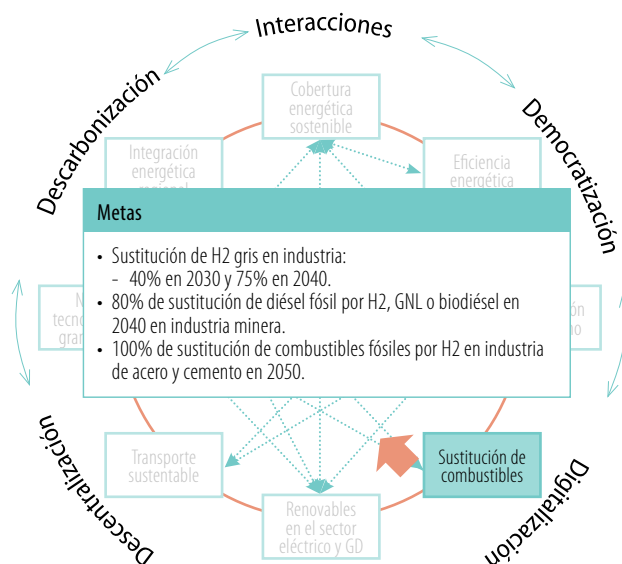 Interacciones
Descarbonización
Democratización
Cobertura
energética
sostenible
Integración
energética
Eficiencia
energética
Metas
• Sustitución de H2 gris en industria:
- 40% en 2030 y 75% en 2040.
• 80% de sustitución de diésel fósil por H2, GNL o biodiésel en
2040 en industria minera.
• 100% de sustitución de combustibles fósiles por H2 en industria
de acero y cemento en 2050.
Transporte
sustentable
Sustitución de
combustibles
Renovables
en el sector
eléctrico y GD
Descentralización
Digitalización